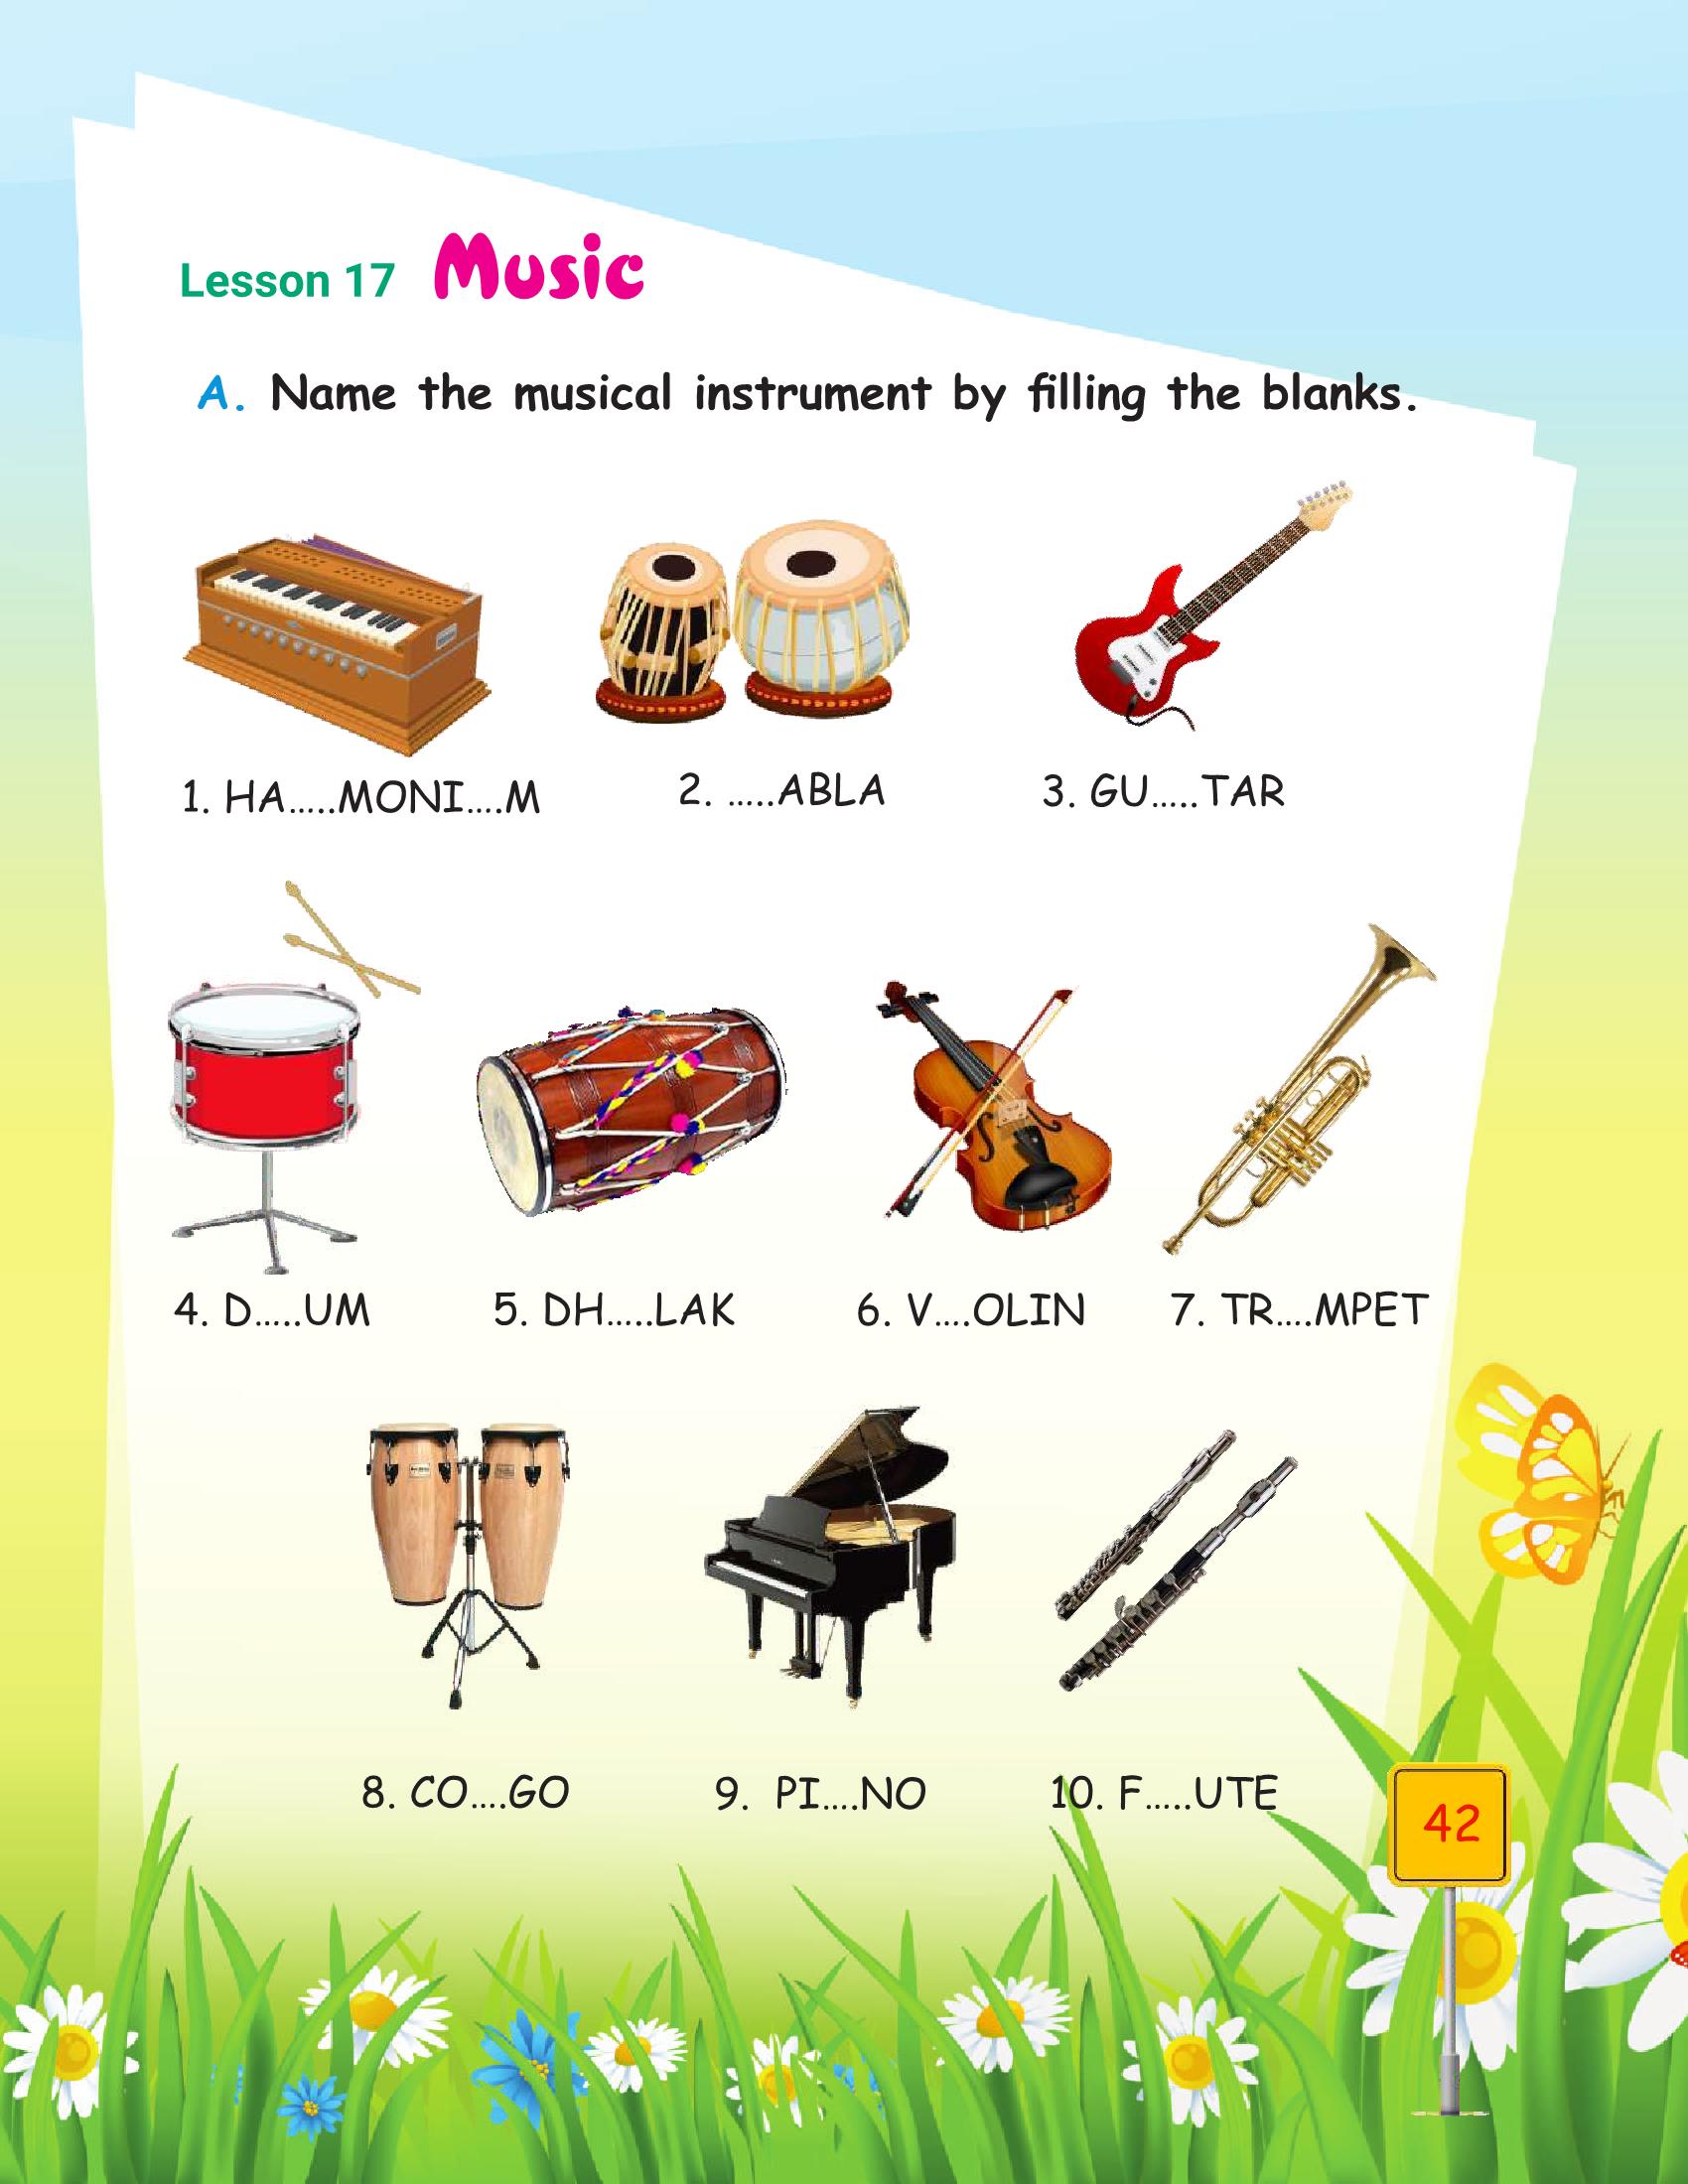 Lesson 17 Music
A. Name the musical instrument by filling the blanks.
1. HA.....MONI....M
2. .....ABLA
3. GU.....TAR
4. D.....UM
5. DH.....LAK
6. V....OLIN
7. TR....MPET
8. CO....GO
9. PI....NO
10. F.....UTE
42